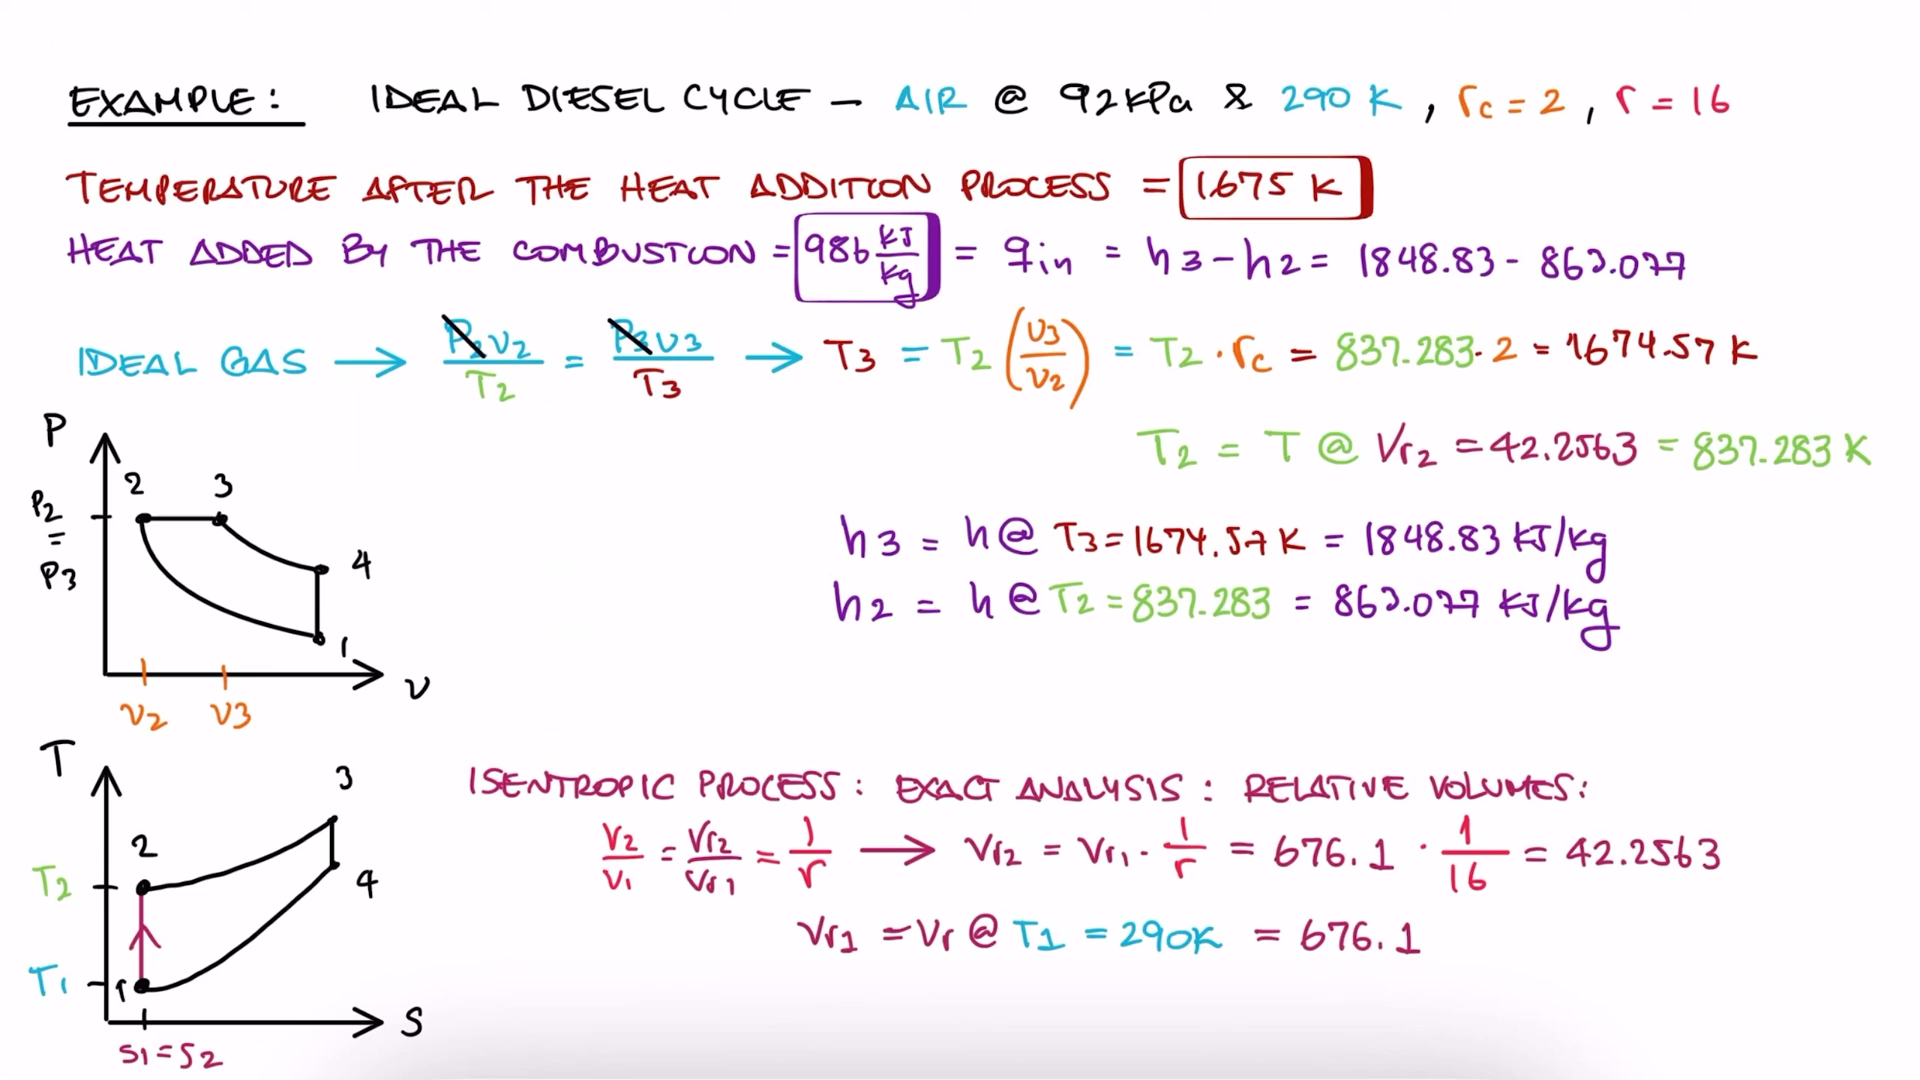 EXAMPLE: IDEAL DIESEL CYCLE – AIR @ 92kPa & 290 K, rc = 2, r = 16
TEMPERATURE AFTER THE HEAT ADDITION PROCESS = 1675 K
HEAT ADDED BY THE COMBUSTION = 986 kJ/kg = qin = h3 - h2 = 1848.83 - 863.077
IDEAL GAS → P2v2/T2 = P3v3/T3 → T3 = T2 (v3/v2) = T2 · rc = 837.283 · 2 = 1674.57 K
T2 = T @ Vr2 = 42.2563 = 837.283 K
h3 = h @ T3 = 1674.57 K = 1848.83 kJ/kg
h2 = h @ T2 = 837.283 = 863.077 kJ/kg
P
2 3
P2
=
P3
4
1
v
v2 v3
T
3
2
T2
4
T1
1
S
S1 = S2
ISENTROPIC PROCESS: EXACT ANALYSIS: RELATIVE VOLUMES:
V2/V1 = Vr2/Vr1 = 1/r → Vr2 = Vr1 · 1/r = 676.1 · 1/16 = 42.2563
Vr1 = Vr @ T1 = 290K = 676.1